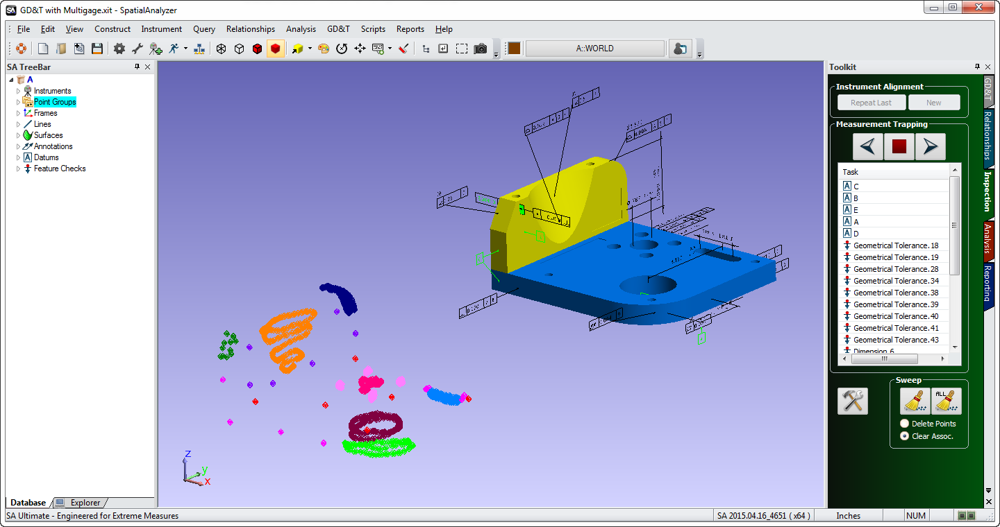 GD&T with Multigage.xit - SpatialAnalyzer
File Edit View Construct Instrument Query Relationships Analysis GD&T Scripts Reports Help
A::WORLD
SA TreeBar
A
Instruments
Point Groups
Frames
Lines
Surfaces
Annotations
Datums
Feature Checks
Database Explorer
z
y
x
Toolkit
Instrument Alignment
Repeat Last New
Measurement Trapping
Task
A C
A B
A E
A A
A D
Geometrical Tolerance.18
Geometrical Tolerance.19
Geometrical Tolerance.28
Geometrical Tolerance.34
Geometrical Tolerance.38
Geometrical Tolerance.39
Geometrical Tolerance.40
Geometrical Tolerance.41
Geometrical Tolerance.43
Dimension 6
Sweep
ALL
Delete Points
Clear Assoc.
GD&T
Relationships
Inspection
Analysis
Reporting
SA Ultimate - Engineered for Extreme Measures
SA 2015.04.16_4651 ( x64 )
Inches
NUM